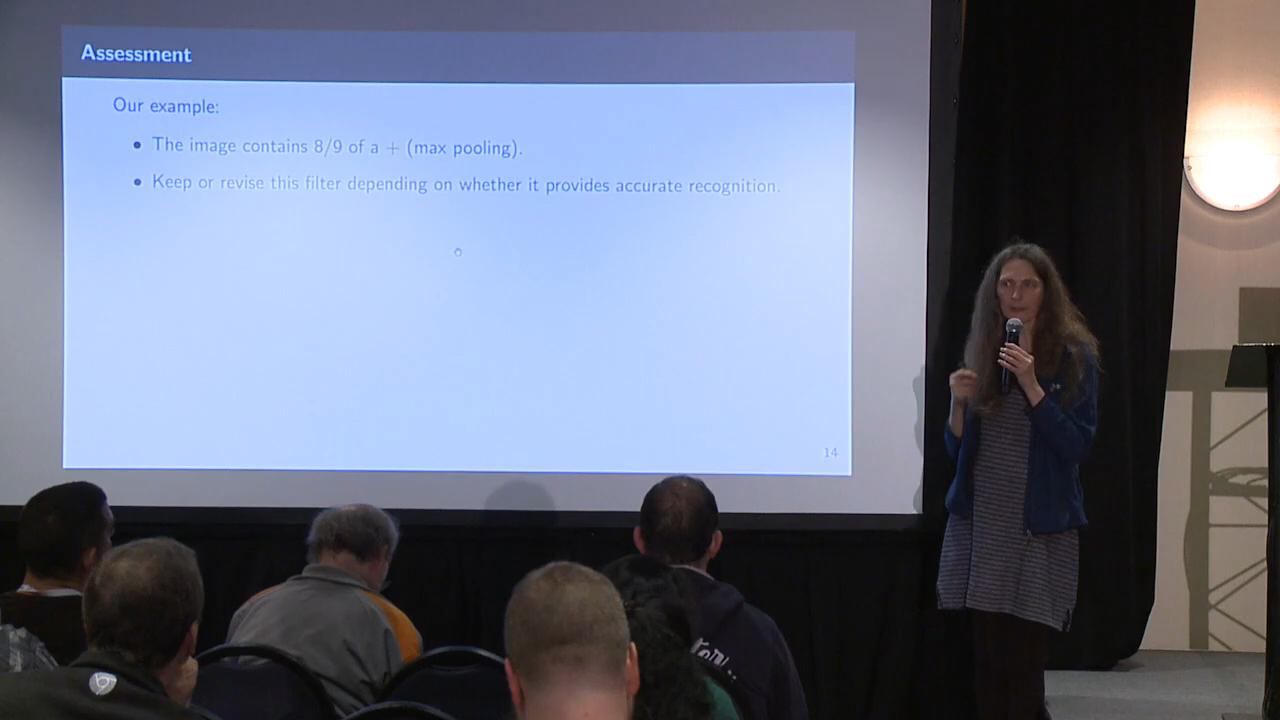 Assessment
Our example:
• The image contains 8/9 of a + (max pooling).
• Keep or revise this filter depending on whether it provides accurate recognition.
14